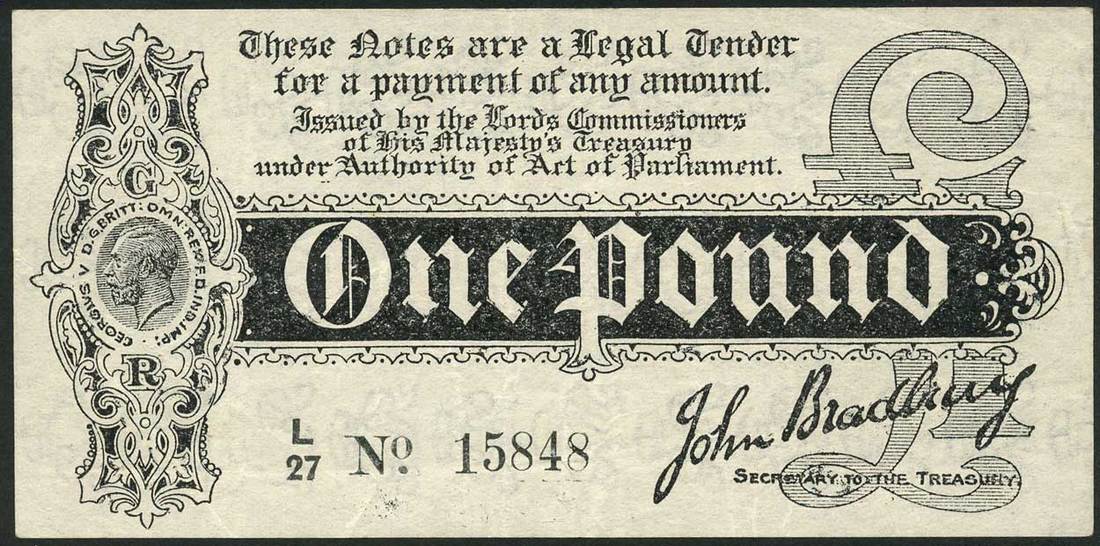 These Notes are a Legal Tender
for a payment of any amount.
Issued by the Lords Commissioners
of His Majesty's Treasury
under Authority of Act of Parliament.
£1
G
GEORGIVS V D.G.BRITT: OMN: REX F.D. IND: IMP:
R
One Pound
L
27 No. 15848
John Bradbury
SECRETARY TO THE TREASURY.